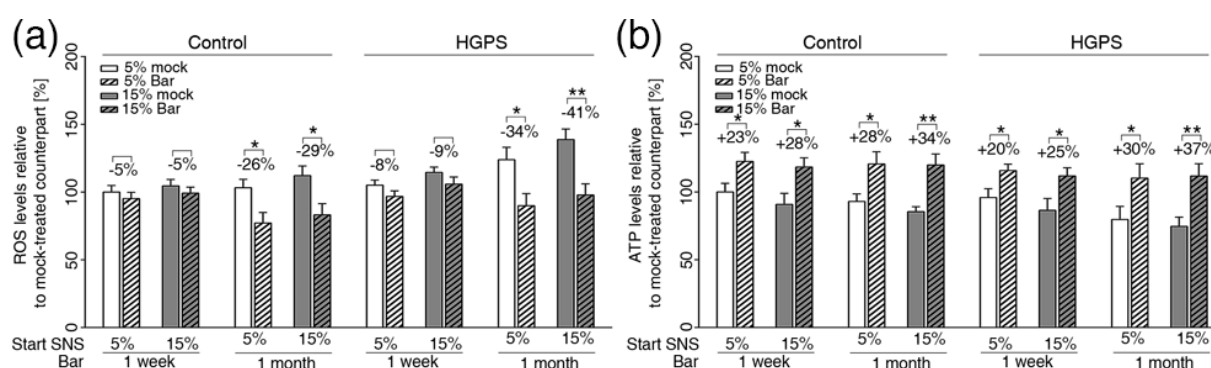 (a)
Control HGPS
ROS levels relative
to mock-treated counterpart [%]
200
150
100
50
0
5% mock
5% Bar
15% mock
15% Bar
-5% -5% * -26% * -29% -8% -9% * -34% ** -41%
Start SNS 5% 15% 5% 15% 5% 15% 5% 15%
Bar 1 week 1 month 1 week 1 month
(b)
Control HGPS
ATP levels relative
to mock-treated counterpart [%]
200
150
100
50
0
5% mock
5% Bar
15% mock
15% Bar
* +23% * +28% * +28% ** +34% * +20% * +25% * +30% ** +37%
Start SNS 5% 15% 5% 15% 5% 15% 5% 15%
Bar 1 week 1 month 1 week 1 month